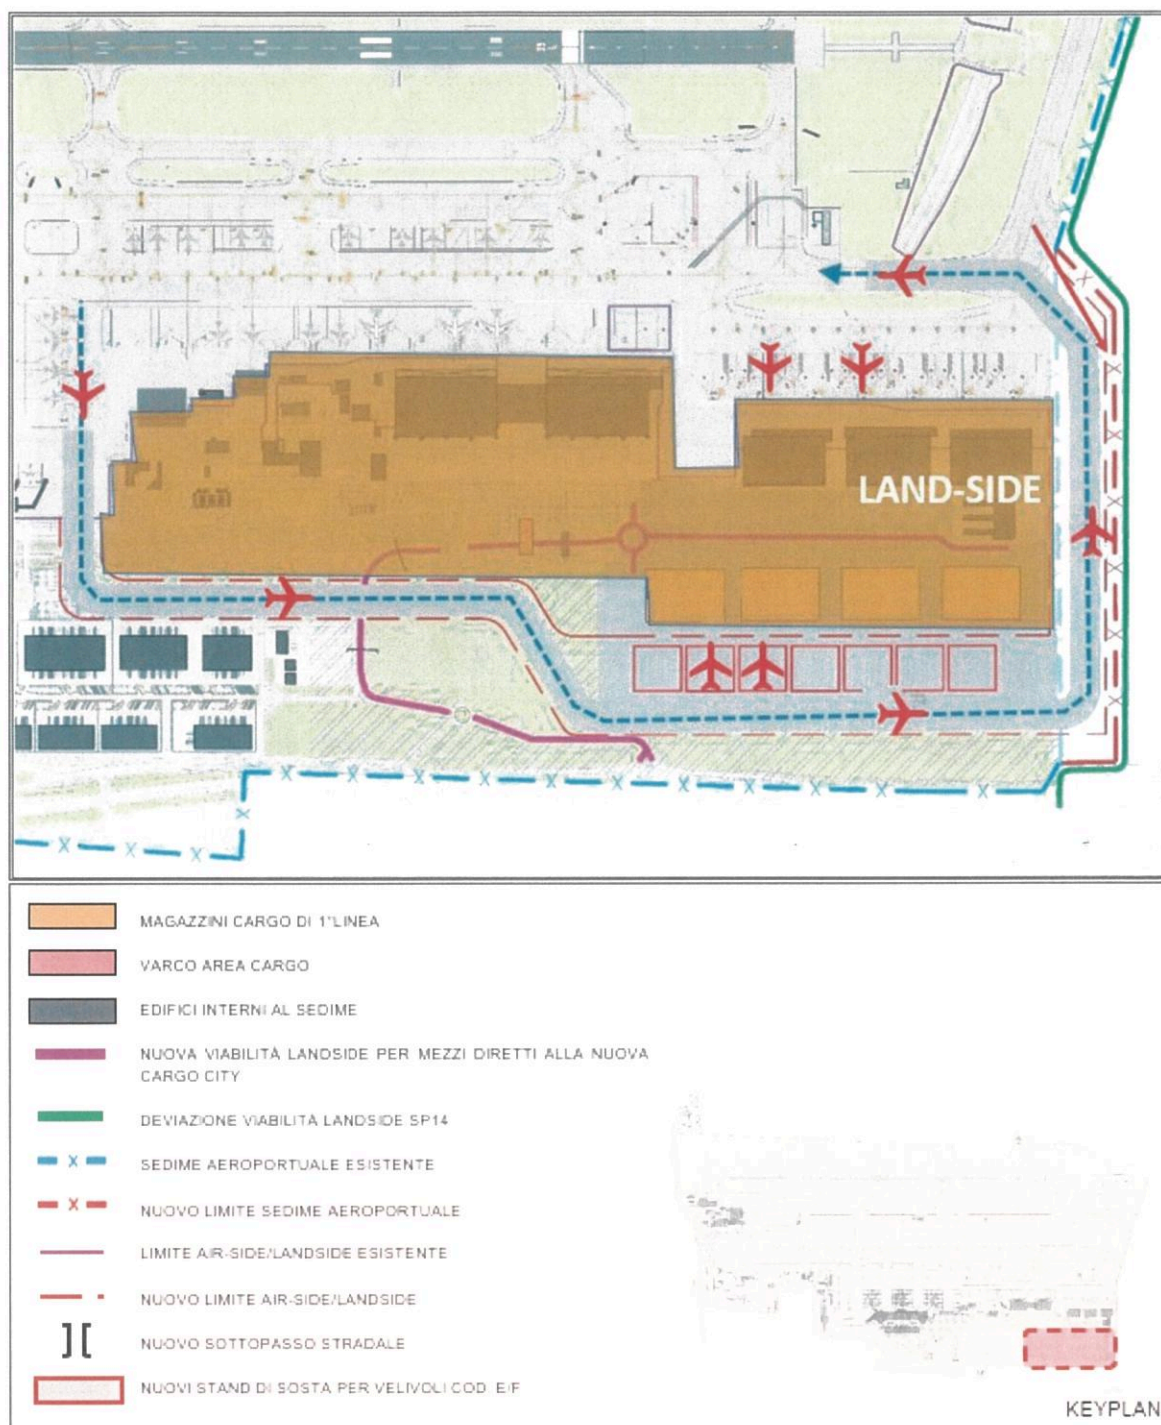 LAND-SIDE
MAGAZZINI CARGO DI 1°LINEA
VARCO AREA CARGO
EDIFICI INTERNI AL SEDIME
NUOVA VIABILITÀ LANDSIDE PER MEZZI DIRETTI ALLA NUOVA
CARGO CITY
DEVIAZIONE VIABILITÀ LANDSIDE SP14
SEDIME AEROPORTUALE ESISTENTE
NUOVO LIMITE SEDIME AEROPORTUALE
LIMITE AIR-SIDE/LANDSIDE ESISTENTE
NUOVO LIMITE AIR-SIDE/LANDSIDE
NUOVO SOTTOPASSO STRADALE
NUOVI STAND DI SOSTA PER VELIVOLI COD. E/F
KEYPLAN